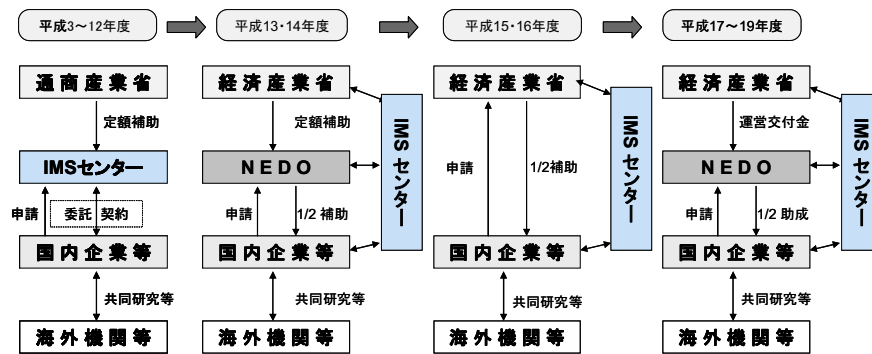 平成3～12年度
平成13・14年度
平成15・16年度
平成17～19年度
通商産業省
定額補助
IMSセンター
申請
委託 契約
国内企業等
共同研究等
海外機関等
経済産業省
定額補助
NEDO
申請
1/2 補助
国内企業等
共同研究等
海外機関等
IMS センター
経済産業省
申請
1/2補助
国内企業等
共同研究等
海外機関等
IMS センター
経済産業省
運営交付金
NEDO
申請
1/2 助成
国内企業等
共同研究等
海外機関等
IMS センター